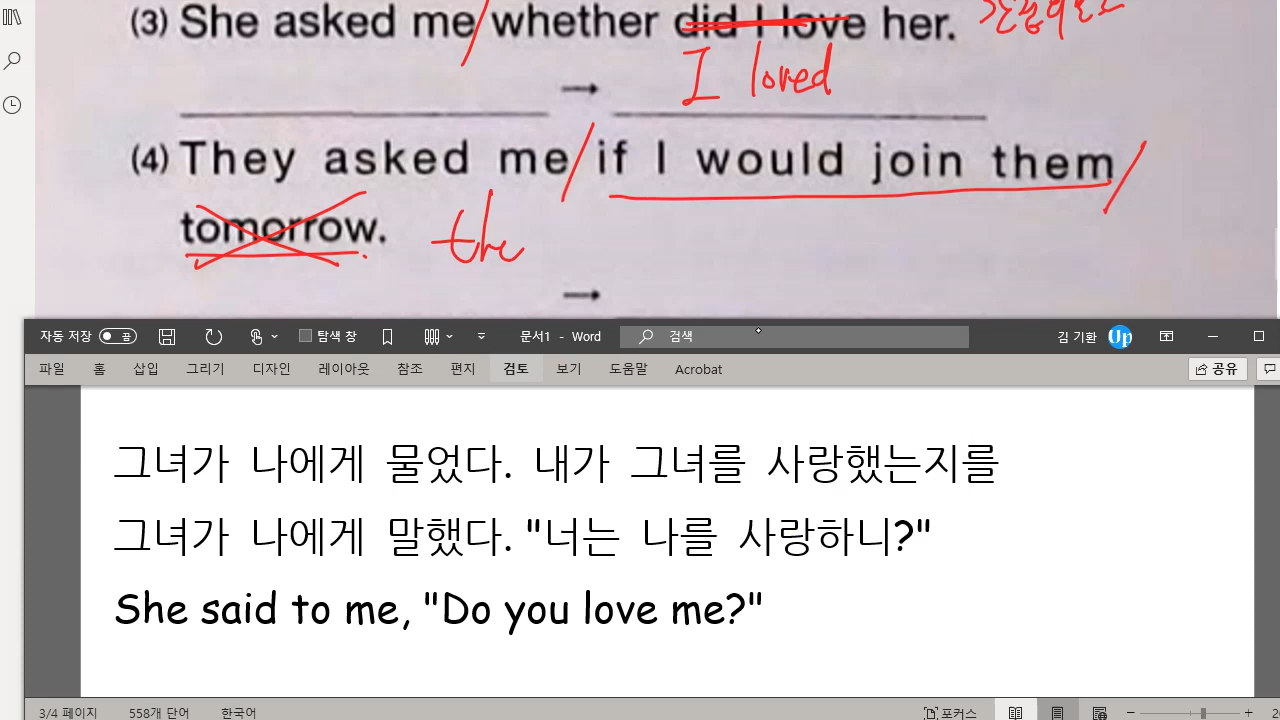 (3) She asked me/whether did I love her.
I loved
→
(4) They asked me/if I would join them/
tomorrow. the
→
자동 저장 끔 탐색 창 문서1 - Word 검색 김 기환 Up
파일 홈 삽입 그리기 디자인 레이아웃 참조 편지 검토 보기 도움말 Acrobat 공유
그녀가 나에게 물었다. 내가 그녀를 사랑했는지를
그녀가 나에게 말했다. "너는 나를 사랑하니?"
She said to me, "Do you love me?"
3/4 페이지 558개 단어 한국어 포커스